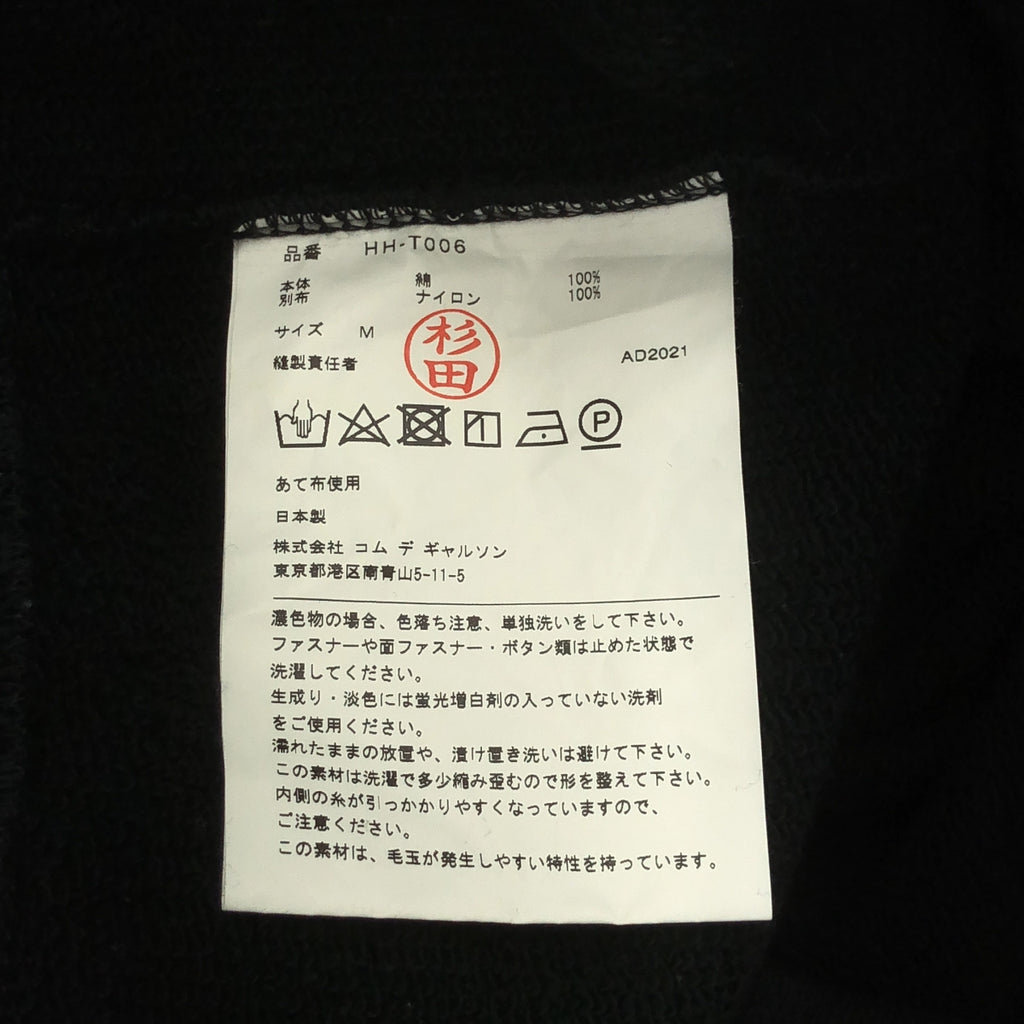 品番 HH-T006
本体 綿 100%
別布 ナイロン 100%
サイズ M
杉田
縫製責任者 AD2021
P
あて布使用
日本製
株式会社 コム デ ギャルソン
東京都港区南青山5-11-5
濃色物の場合、色落ち注意、単独洗いをして下さい。
ファスナーや面ファスナー・ボタン類は止めた状態で
洗濯してください。
生成り・淡色には蛍光増白剤の入っていない洗剤
をご使用ください。
濡れたままの放置や、漬け置き洗いは避けて下さい。
この素材は洗濯で多少縮み歪むので形を整えて下さい。
内側の糸が引っかかりやすくなっていますので、
ご注意ください。
この素材は、毛玉が発生しやすい特性を持っています。